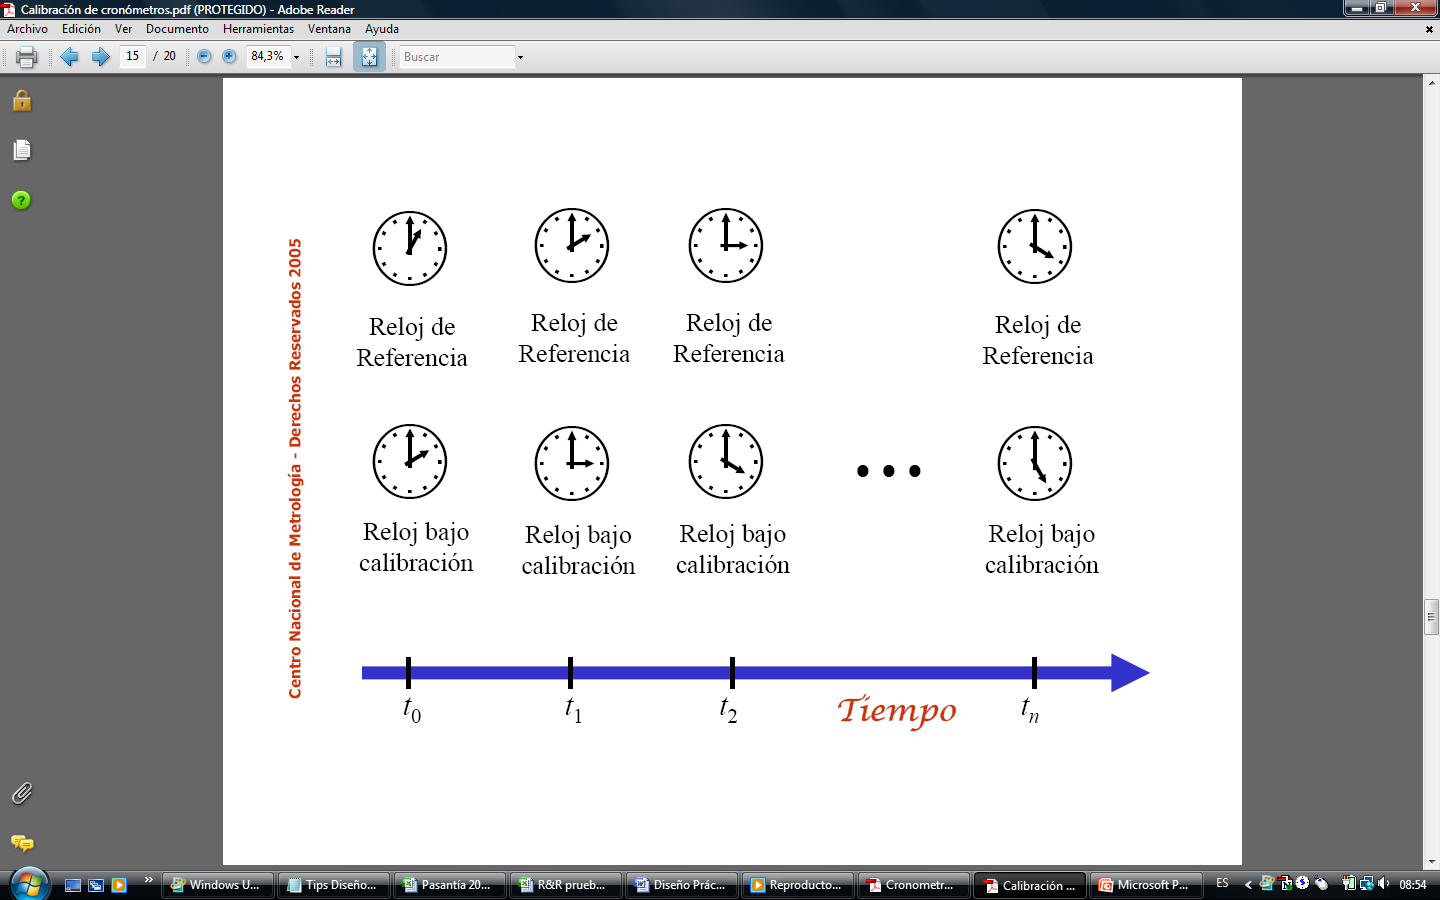 Calibración de cronómetros.pdf (PROTEGIDO) - Adobe Reader
Archivo Edición Ver Documento Herramientas Ventana Ayuda
15 / 20 84,3% Buscar
Centro Nacional de Metrología - Derechos Reservados 2005
Reloj de
Referencia
Reloj de
Referencia
Reloj de
Referencia
Reloj de
Referencia
Reloj bajo
calibración
Reloj bajo
calibración
Reloj bajo
calibración
Reloj bajo
calibración
t0 t1 t2 Tiempo tn
Windows U... Tips Diseño... Pasantía 20... R&R prueb... Diseño Prác... Reproducto... Cronometr... Calibración ... Microsoft P... ES 08:54